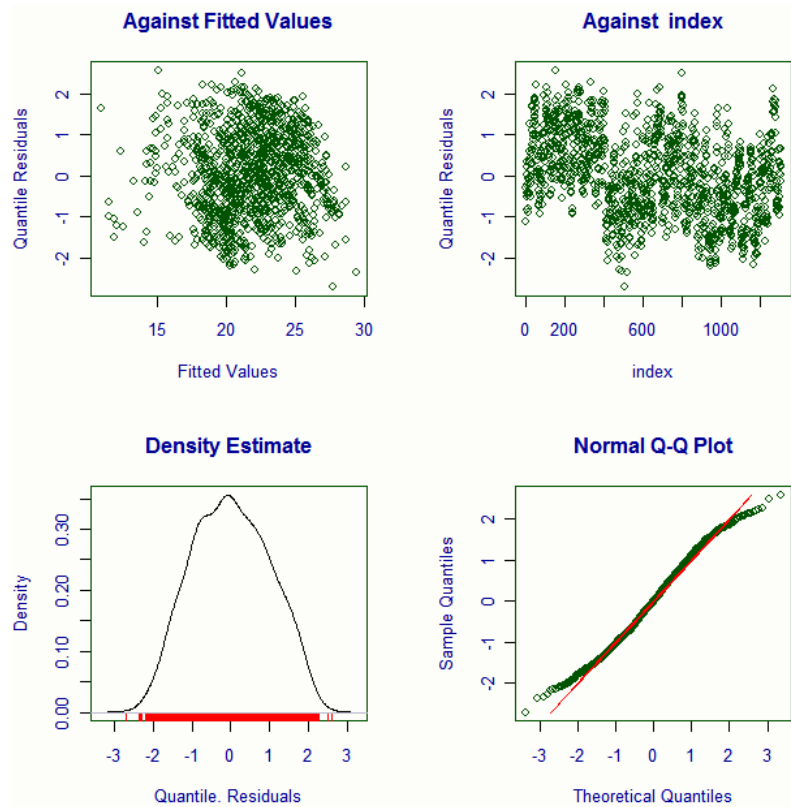 Against Fitted Values
Quantile Residuals
2
1
0
-1
-2
15 20 25 30
Fitted Values
Against index
Quantile Residuals
2
1
0
-1
-2
0 200 600 1000
index
Density Estimate
Density
0.30
0.20
0.10
0.00
-3 -2 -1 0 1 2 3
Quantile. Residuals
Normal Q-Q Plot
Sample Quantiles
2
1
0
-1
-2
-3 -2 -1 0 1 2 3
Theoretical Quantiles